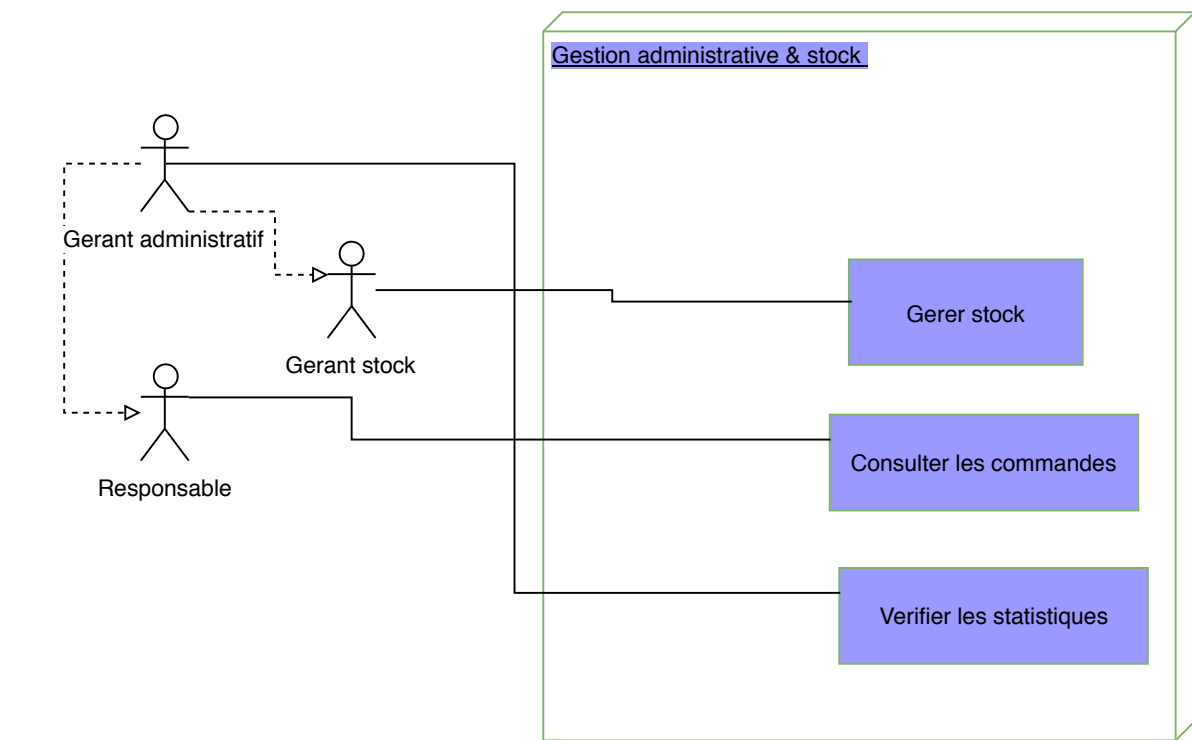 Gestion administrative & stock
Gerant administratif
Gerant stock
Gerer stock
Responsable
Consulter les commandes
Verifier les statistiques